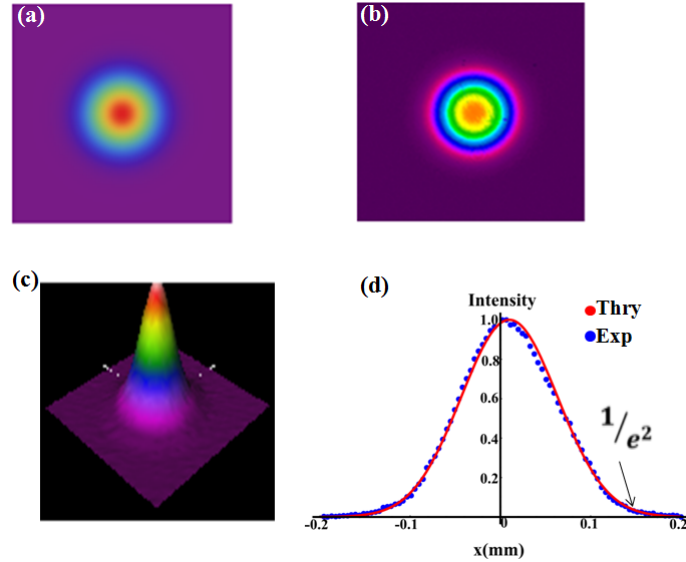 (a)
(b)
(c)
(d)
Intensity
Thry
Exp
1.0
0.8
0.6
0.4
0.2
1/e²
-0.2
-0.1
0
0.1
0.2
x(mm)